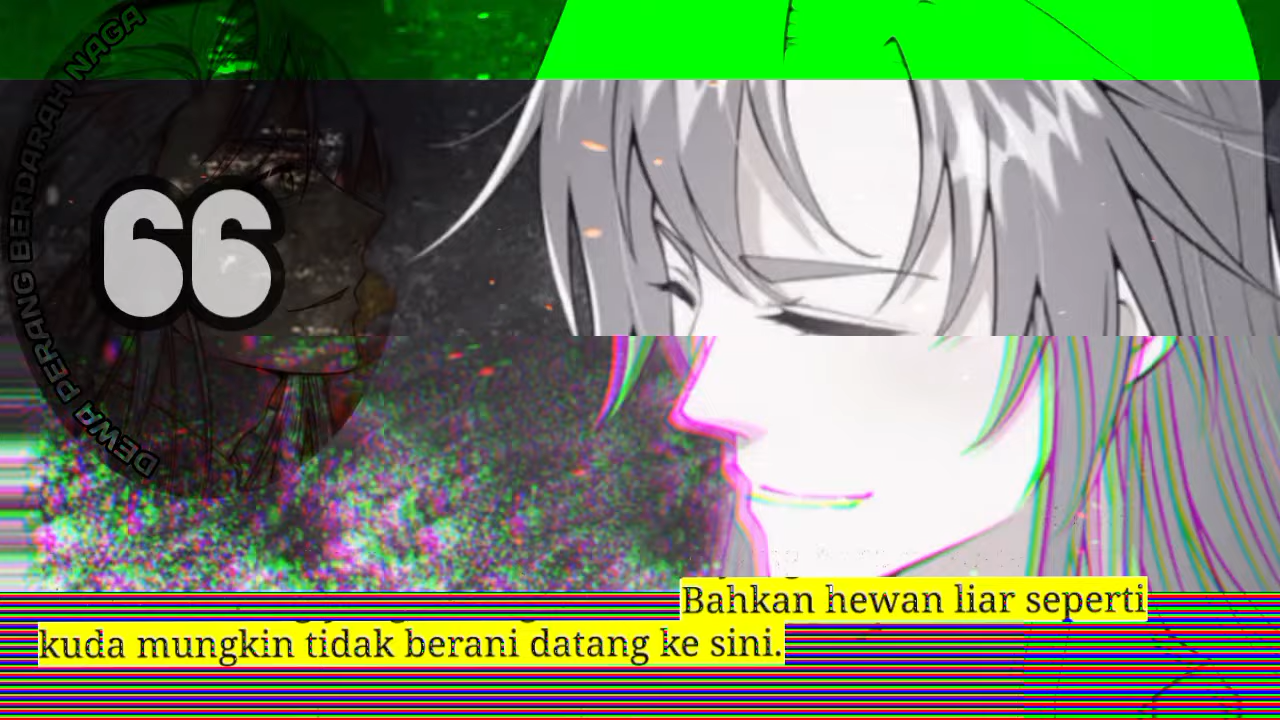 DEWA PERANG BERDARAH NAGA
66
Bahkan hewan liar seperti
kuda mungkin tidak berani datang ke sini.